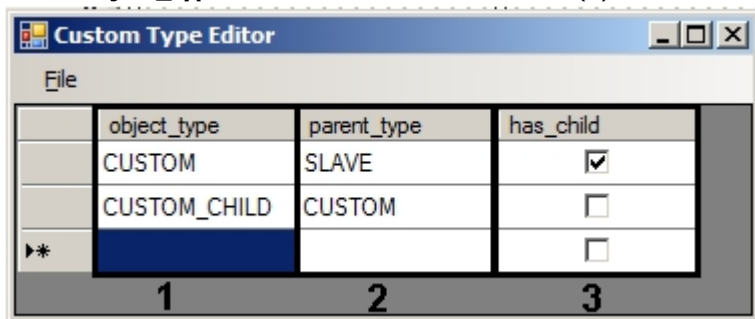 Custom Type Editor
File
object_type parent_type has_child
CUSTOM SLAVE
CUSTOM_CHILD CUSTOM
1 2 3